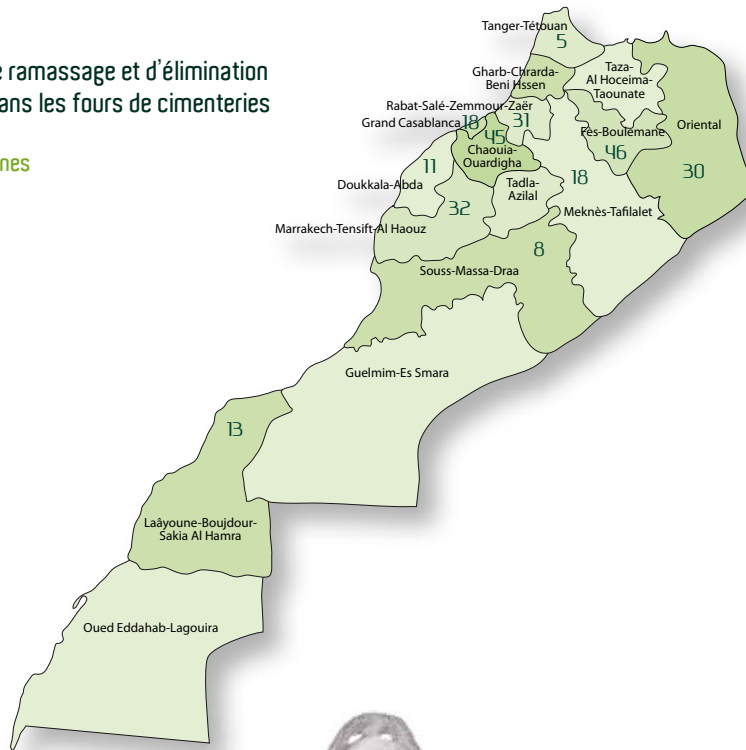 e ramassage et d'élimination
ans les fours de cimenteries
nes
Tanger-Tétouan
5
Gharb-Chrarda-
Beni Hssen
Taza-
Al Hoceima-
Taounate
Rabat-Salé-Zemmour-Zaër
31
Grand Casablanca
18
45
Chaouia-
Ouardigha
Fès-Boulemane
46
Oriental
30
11
Doukkala-Abda
Tadla-
Azilal
18
Meknès-Tafilalet
32
Marrakech-Tensift-Al Haouz
8
Souss-Massa-Draa
Guelmim-Es Smara
13
Laâyoune-Boujdour-
Sakia Al Hamra
Oued Eddahab-Lagouira